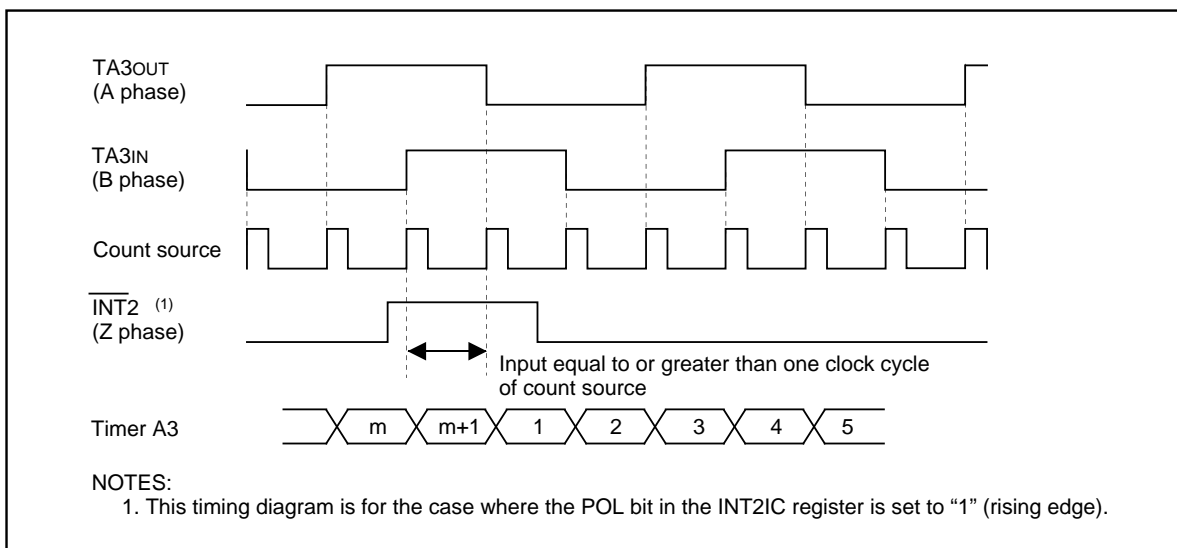 TA3OUT
(A phase)
TA3IN
(B phase)
Count source
INT2 (1)
(Z phase)
Input equal to or greater than one clock cycle
of count source
Timer A3
m m+1 1 2 3 4 5
NOTES:
1. This timing diagram is for the case where the POL bit in the INT2IC register is set to “1” (rising edge).